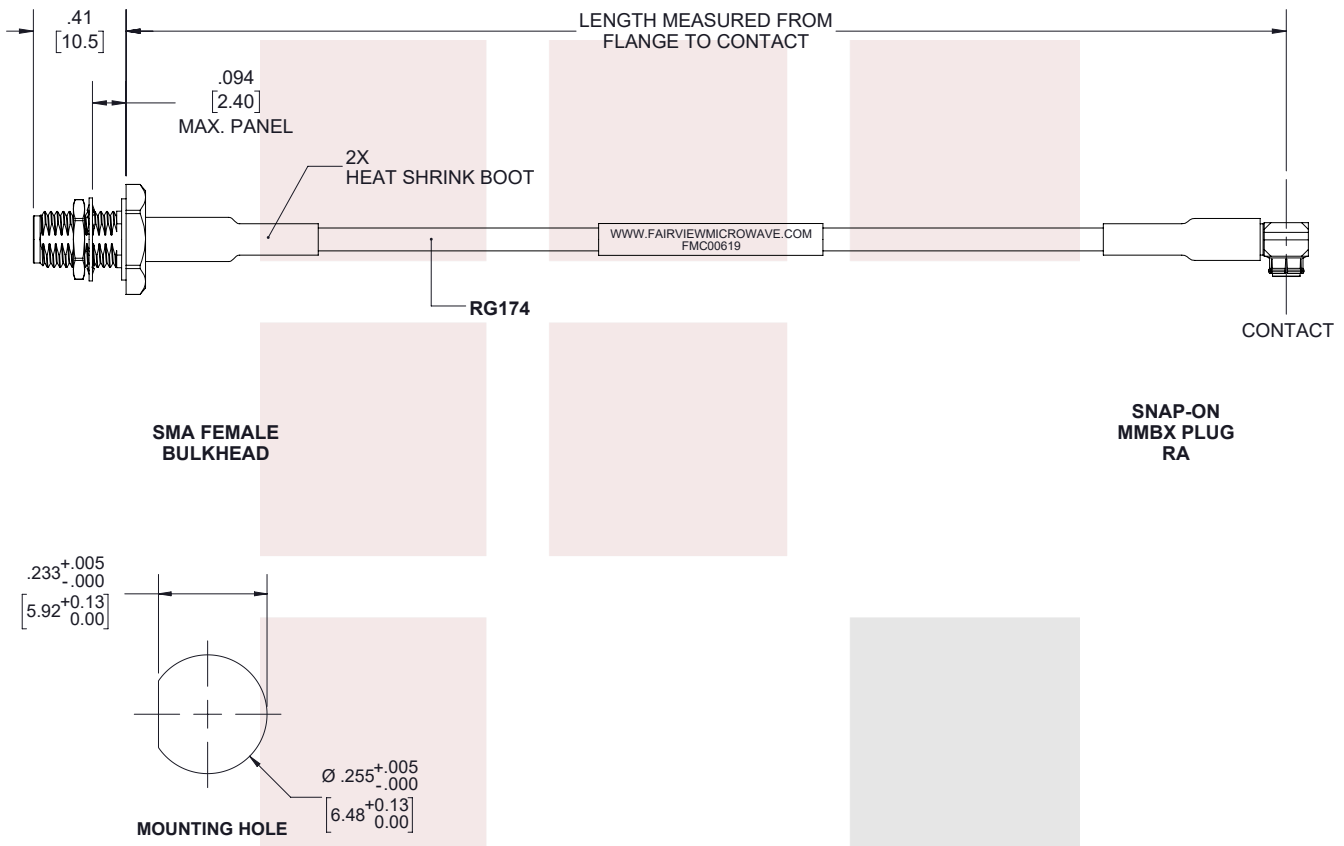 .41
[10.5]
LENGTH MEASURED FROM
FLANGE TO CONTACT
.094
[2.40]
MAX. PANEL
2X
HEAT SHRINK BOOT
WWW.FAIRVIEWMICROWAVE.COM
FMC00619
RG174
CONTACT
SMA FEMALE
BULKHEAD
SNAP-ON
MMBX PLUG
RA
.233 +.005
-.000
[5.92 +0.13
0.00]
Ø .255 +.005
-.000
[6.48 +0.13
0.00]
MOUNTING HOLE